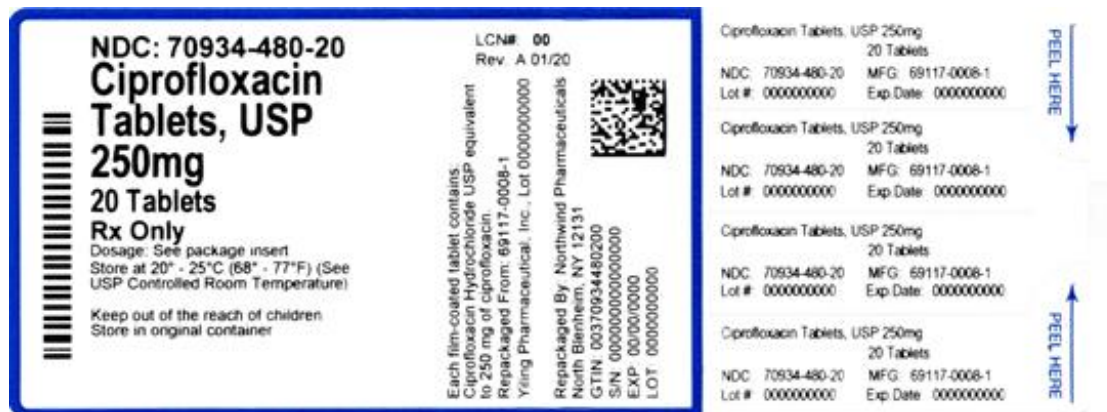 NDC: 70934-480-20
Ciprofloxacin
Tablets, USP
250mg
20 Tablets
Rx Only
Dosage: See package insert
Store at 20° - 25°C (68° - 77°F) (See
USP Controlled Room Temperature)
Keep out of the reach of children
Store in original container
LCN#: 00
Rev. A 01/20
Each film-coated tablet contains:
Ciprofloxacin Hydrochloride USP equivalent
to 250 mg of ciprofloxacin.
Repackaged From: 69117-0008-1
Yiling Pharmaceutical, Inc., Lot 00000000000
Repackaged By: Northwind Pharmaceuticals
North Blenheim, NY 12131
GTIN: 00370934480200
S/N: 00000000000000
EXP 00/00/0000
LOT 0000000000
Ciprofloxacin Tablets, USP 250mg
20 Tablets
NDC: 70934-480-20 MFG: 69117-0008-1
Lot #: 0000000000 Exp.Date: 0000000000
Ciprofloxacin Tablets, USP 250mg
20 Tablets
NDC: 70934-480-20 MFG: 69117-0008-1
Lot #: 0000000000 Exp.Date: 0000000000
Ciprofloxacin Tablets, USP 250mg
20 Tablets
NDC: 70934-480-20 MFG: 69117-0008-1
Lot #: 0000000000 Exp.Date: 0000000000
Ciprofloxacin Tablets, USP 250mg
20 Tablets
NDC: 70934-480-20 MFG: 69117-0008-1
Lot #: 0000000000 Exp.Date: 0000000000
PEEL HERE
PEEL HERE